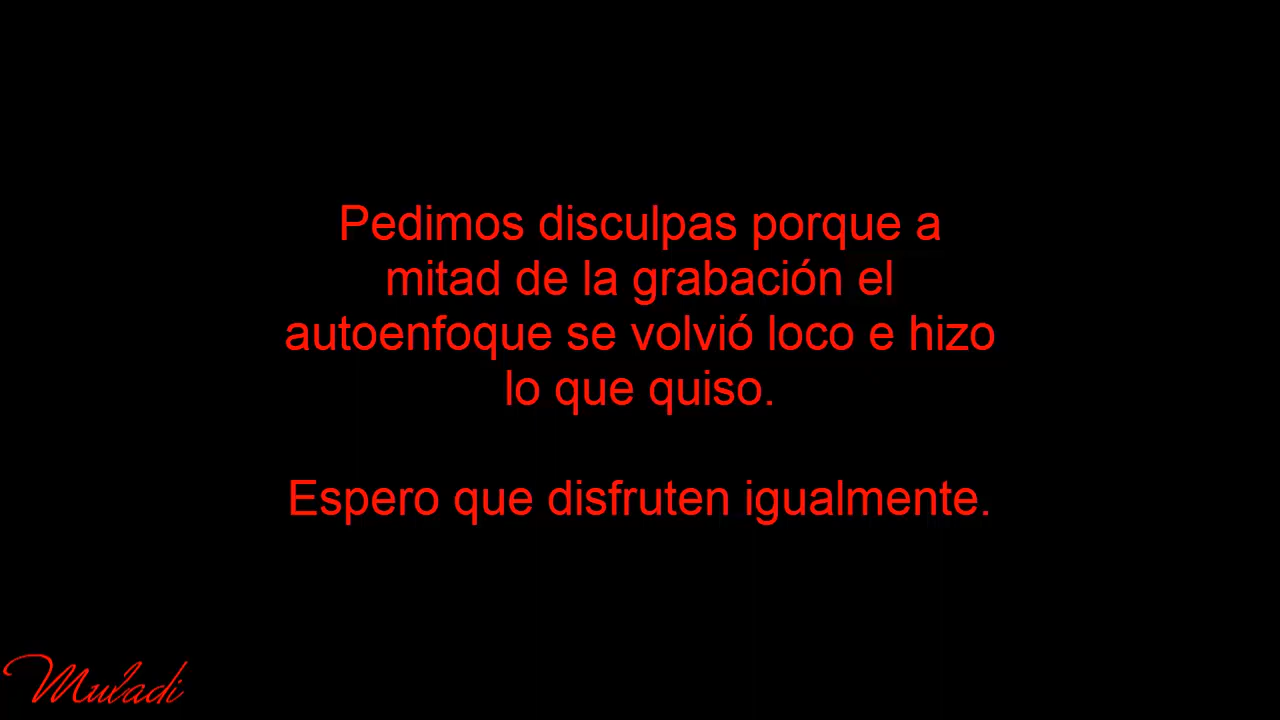 Pedimos disculpas porque a
mitad de la grabación el
autoenfoque se volvió loco e hizo
lo que quiso.
Espero que disfruten igualmente.
Muladi